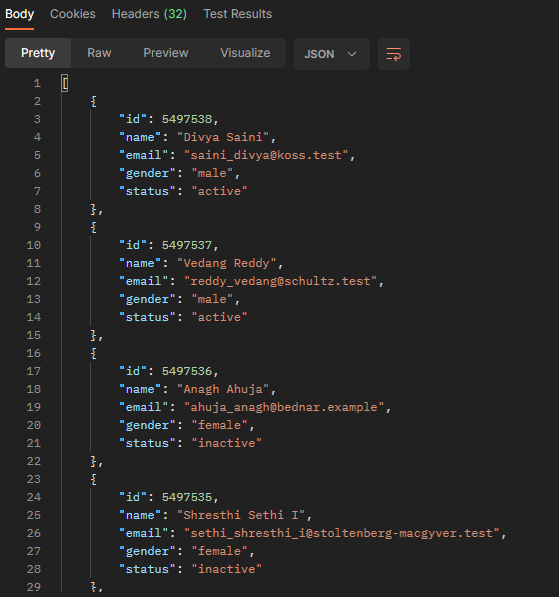 Body Cookies Headers (32) Test Results
Pretty Raw Preview Visualize JSON
1 [
2 {
3 "id": 5497538,
4 "name": "Divya Saini",
5 "email": "saini_divya@koss.test",
6 "gender": "male",
7 "status": "active"
8 },
9 {
10 "id": 5497537,
11 "name": "Vedang Reddy",
12 "email": "reddy_vedang@schultz.test",
13 "gender": "male",
14 "status": "active"
15 },
16 {
17 "id": 5497536,
18 "name": "Anagh Ahuja",
19 "email": "ahuja_anagh@bednar.example",
20 "gender": "female",
21 "status": "inactive"
22 },
23 {
24 "id": 5497535,
25 "name": "Shresthi Sethi I",
26 "email": "sethi_shresthi_i@stoltenberg-macgyver.test",
27 "gender": "female",
28 "status": "inactive"
29 },